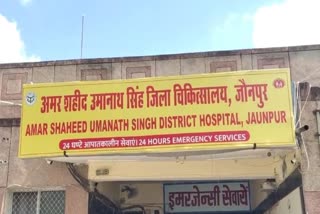 अमर शहीद उमानाथ सिंह जिला चिकित्सालय, जौनपुर
AMAR SHAHEED UMANATH SINGH DISTRICT HOSPITAL, JAUNPUR
24 घण्टे आपातकालीन सेवायें। 24 HOURS EMERGENCY SERVICES
इमरजेन्सी सेवायें